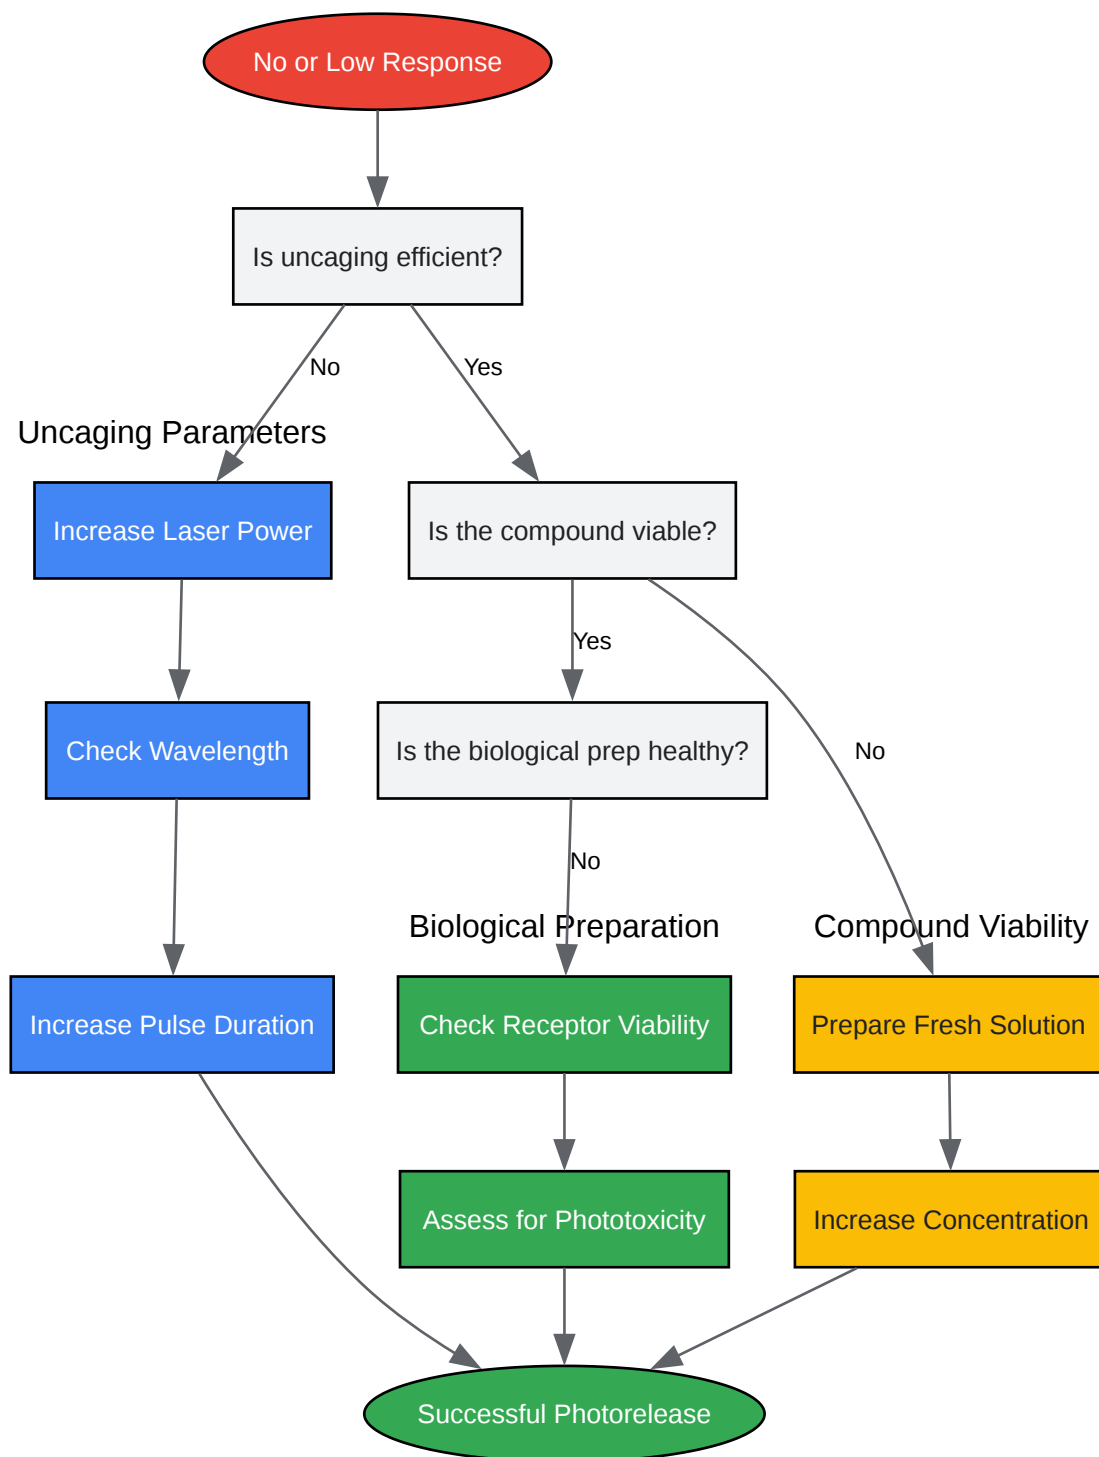 No or Low Response
Is uncaging efficient?
No
Yes
Uncaging Parameters
Increase Laser Power
Is the compound viable?
Yes
Check Wavelength
Is the biological prep healthy?
No
No
Biological Preparation
Compound Viability
Increase Pulse Duration
Check Receptor Viability
Prepare Fresh Solution
Assess for Phototoxicity
Increase Concentration
Successful Photorelease